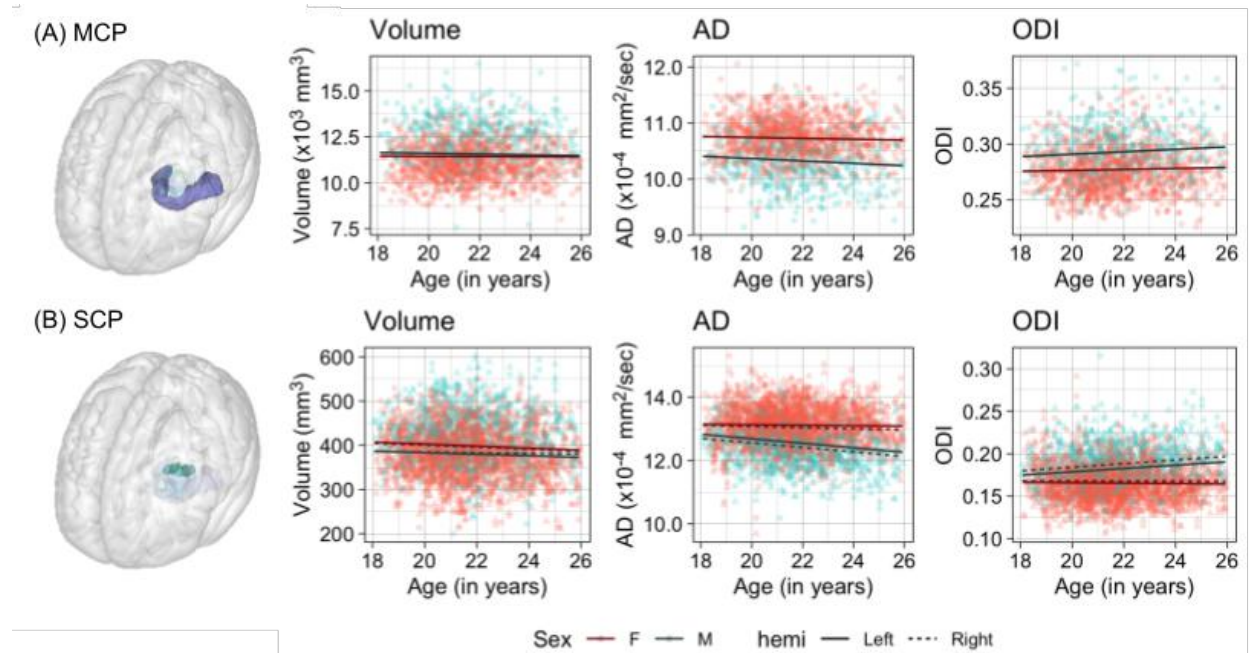 (A) MCP
Volume
AD
ODI
Volume (x10³ mm³)
15.0
12.5
10.0
7.5
18 20 22 24 26
Age (in years)
AD (x10⁻⁴ mm²/sec)
12.0
11.0
10.0
9.0
18 20 22 24 26
Age (in years)
ODI
0.35
0.30
0.25
18 20 22 24 26
Age (in years)
(B) SCP
Volume
AD
ODI
Volume (mm³)
600
500
400
300
200
18 20 22 24 26
Age (in years)
AD (x10⁻⁴ mm²/sec)
14.0
12.0
10.0
18 20 22 24 26
Age (in years)
ODI
0.30
0.25
0.20
0.15
0.10
18 20 22 24 26
Age (in years)
Sex F M hemi Left Right